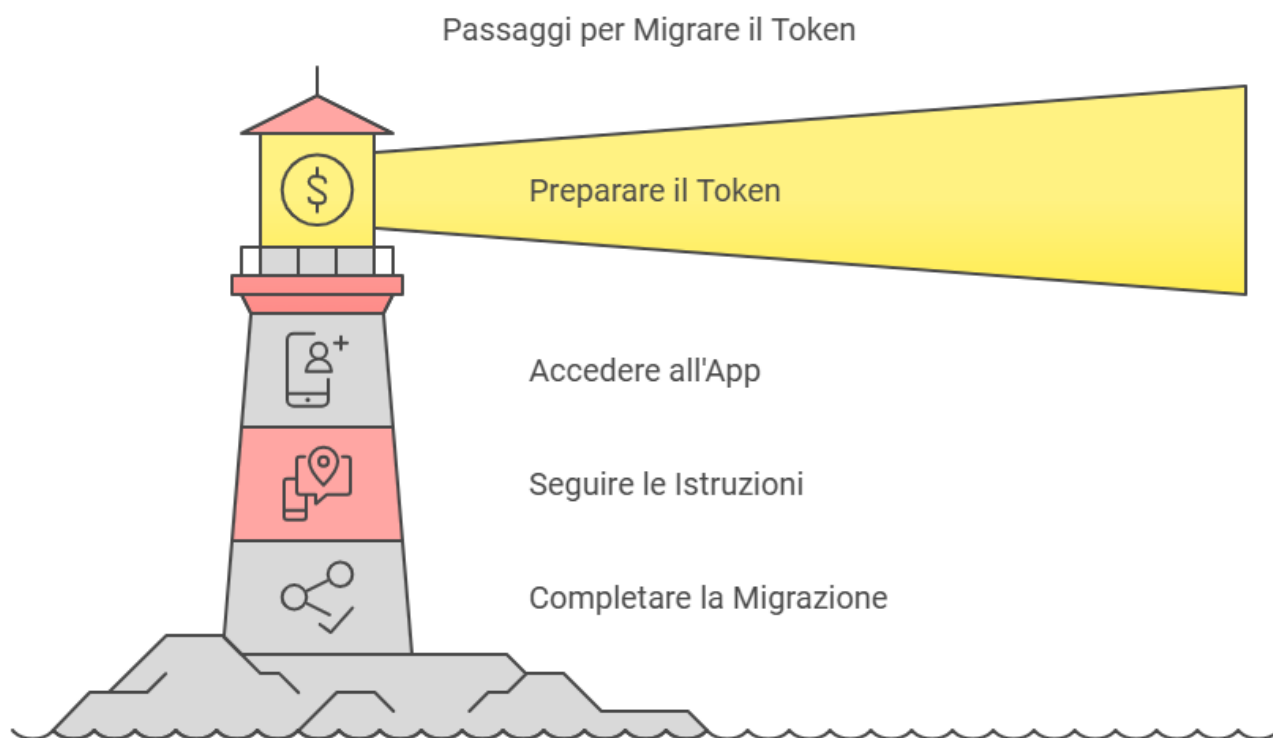 Passaggi per Migrare il Token
$
Preparare il Token
Accedere all'App
Seguire le Istruzioni
Completare la Migrazione